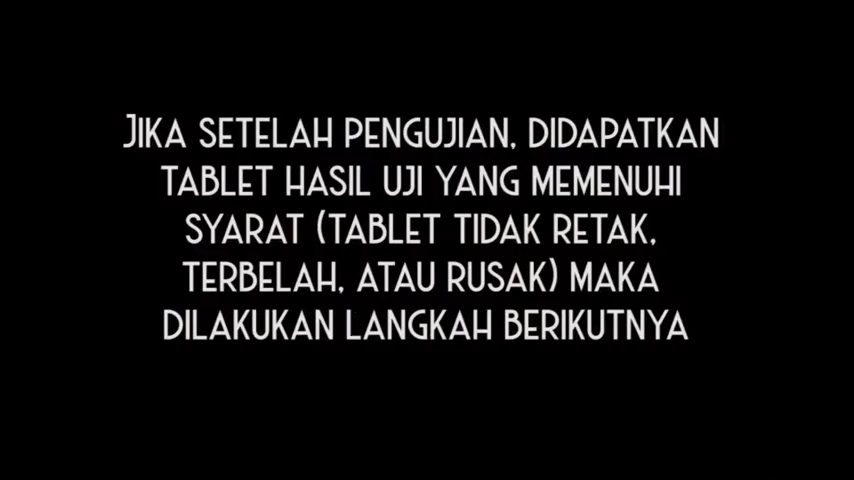 JIKA SETELAH PENGUJIAN, DIDAPATKAN
TABLET HASIL UJI YANG MEMENUHI
SYARAT (TABLET TIDAK RETAK,
TERBELAH, ATAU RUSAK) MAKA
DILAKUKAN LANGKAH BERIKUTNYA